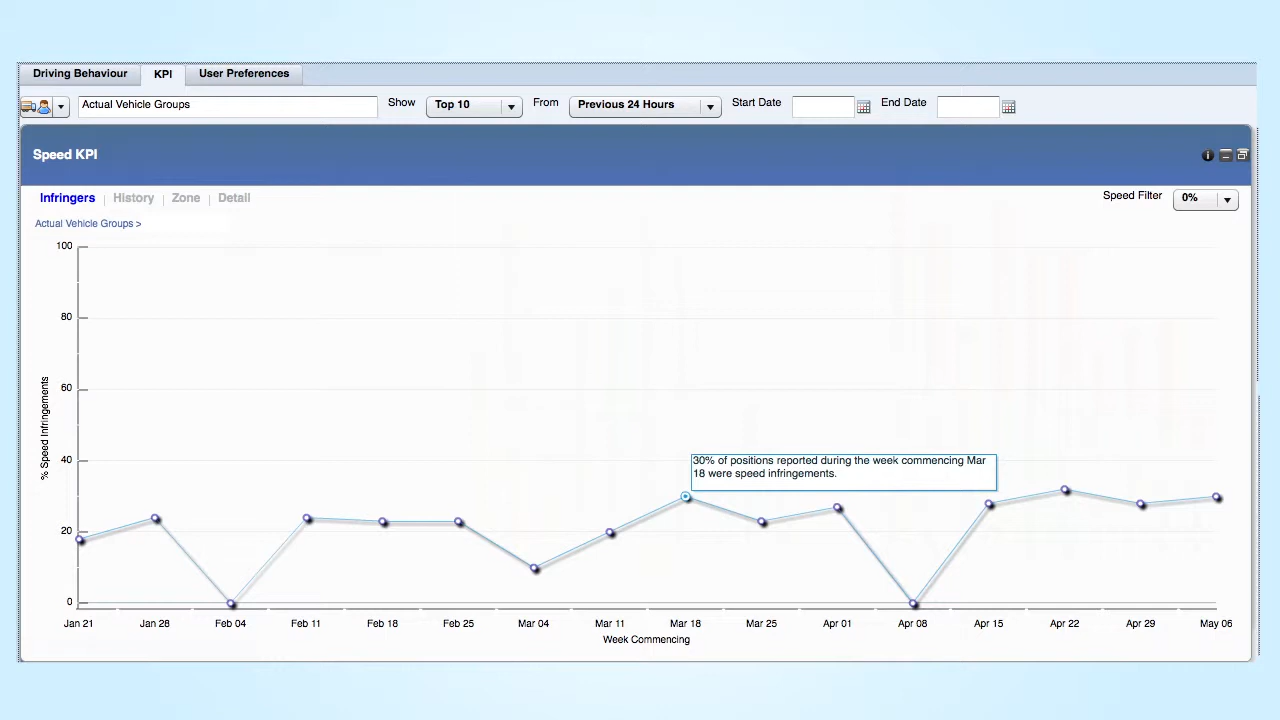 Driving Behaviour KPI User Preferences
Actual Vehicle Groups Show Top 10 From Previous 24 Hours Start Date End Date
Speed KPI
Infringers | History | Zone | Detail Speed Filter 0%
Actual Vehicle Groups >
100
80
60
40
20
0
% Speed Infringements
30% of positions reported during the week commencing Mar
18 were speed infringements.
Jan 21 Jan 28 Feb 04 Feb 11 Feb 18 Feb 25 Mar 04 Mar 11 Mar 18 Mar 25 Apr 01 Apr 08 Apr 15 Apr 22 Apr 29 May 06
Week Commencing